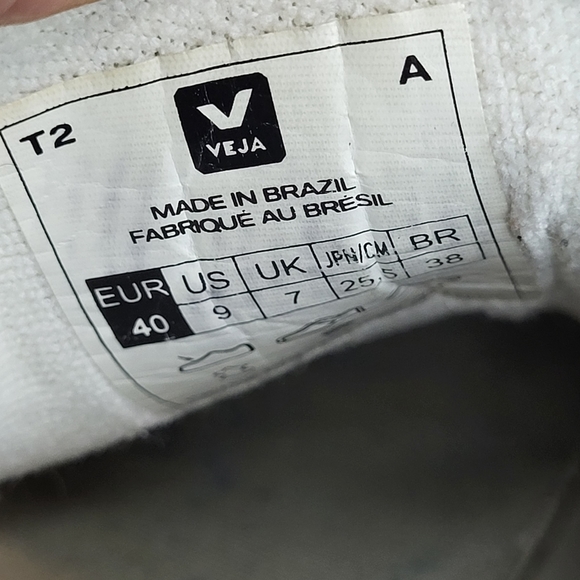 T2 A
V
VEJA
MADE IN BRAZIL
FABRIQUÉ AU BRÉSIL
EUR US UK JPN/CM BR
40 9 7 25,5 38